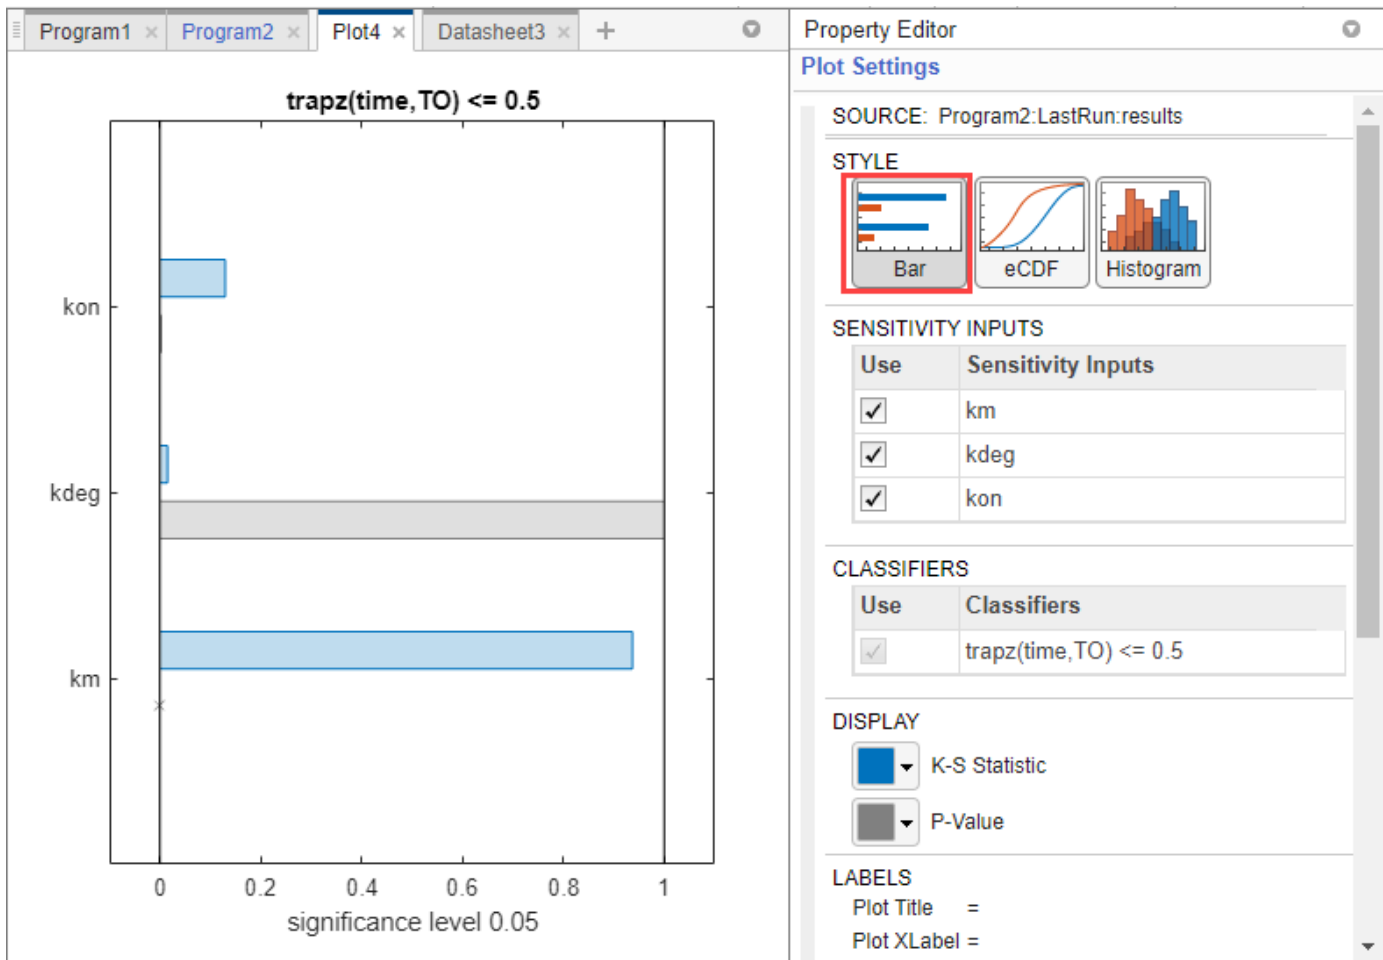 Program1 × Program2 × Plot4 × Datasheet3 × +
trapz(time,TO) <= 0.5
kon
kdeg
km
0 0.2 0.4 0.6 0.8 1
significance level 0.05
Property Editor
Plot Settings
SOURCE: Program2:LastRun:results
STYLE
Bar eCDF Histogram
SENSITIVITY INPUTS
Use Sensitivity Inputs
km
kdeg
kon
CLASSIFIERS
Use Classifiers
trapz(time,TO) <= 0.5
DISPLAY
K-S Statistic
P-Value
LABELS
Plot Title =
Plot XLabel =